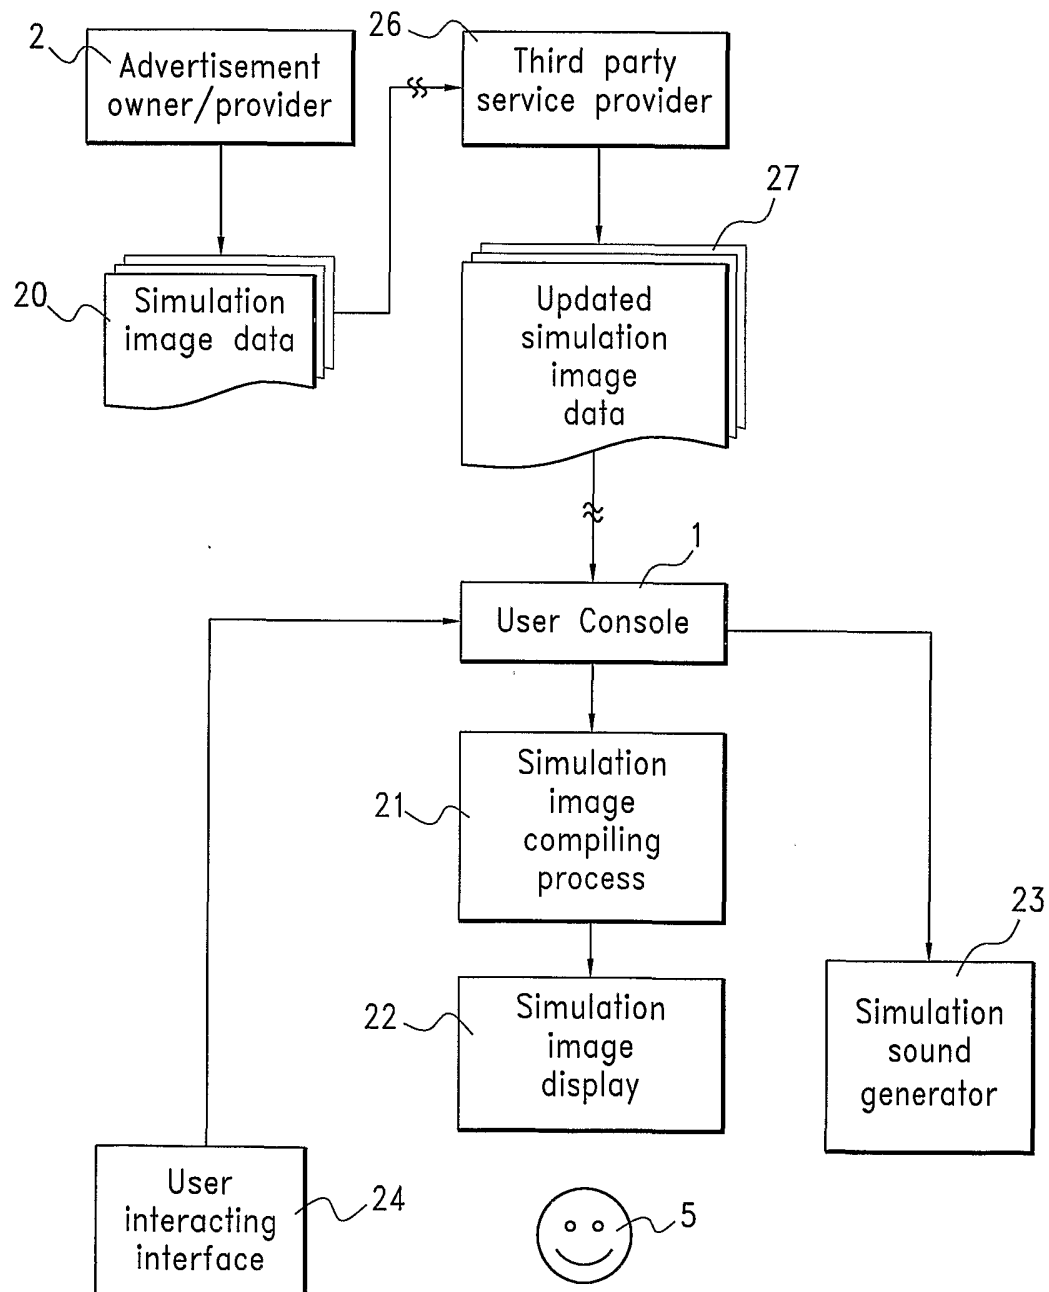 2
Advertisement
owner/provider
26
Third party
service provider
20
Simulation
image data
27
Updated
simulation
image
data
1
User Console
21
Simulation
image
compiling
process
22
Simulation
image
display
23
Simulation
sound
generator
User
interacting
interface
24
5